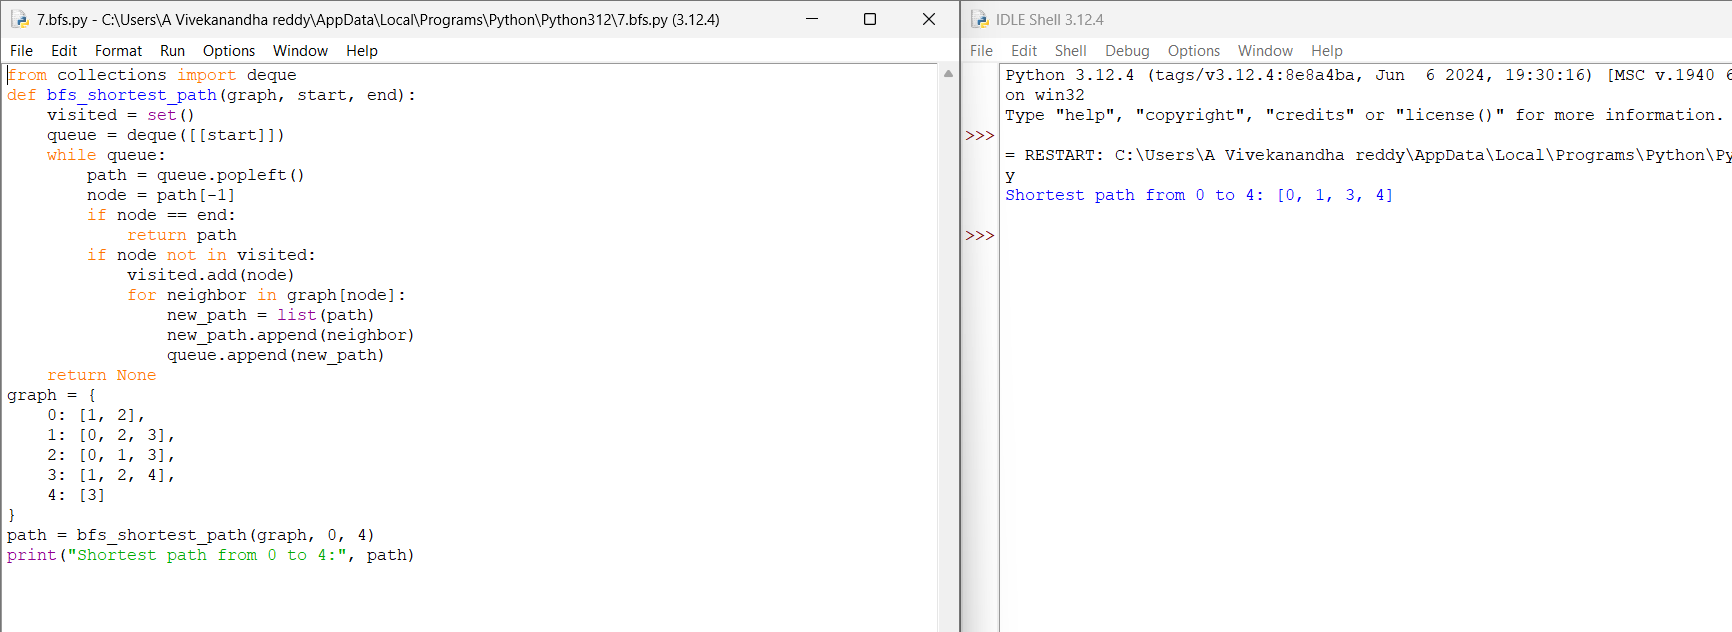 7.bfs.py - C:\Users\A Vivekanandha reddy\AppData\Local\Programs\Python\Python312\7.bfs.py (3.12.4)
File Edit Format Run Options Window Help
from collections import deque
def bfs_shortest_path(graph, start, end):
    visited = set()
    queue = deque([[start]])
    while queue:
        path = queue.popleft()
        node = path[-1]
        if node == end:
            return path
        if node not in visited:
            visited.add(node)
            for neighbor in graph[node]:
                new_path = list(path)
                new_path.append(neighbor)
                queue.append(new_path)
    return None
graph = {
    0: [1, 2],
    1: [0, 2, 3],
    2: [0, 1, 3],
    3: [1, 2, 4],
    4: [3]
}
path = bfs_shortest_path(graph, 0, 4)
print("Shortest path from 0 to 4:", path)
IDLE Shell 3.12.4
File Edit Shell Debug Options Window Help
Python 3.12.4 (tags/v3.12.4:8e8a4ba, Jun  6 2024, 19:30:16) [MSC v.1940 6
on win32
Type "help", "copyright", "credits" or "license()" for more information.
>>>
= RESTART: C:\Users\A Vivekanandha reddy\AppData\Local\Programs\Python\Py
y
Shortest path from 0 to 4: [0, 1, 3, 4]
>>>